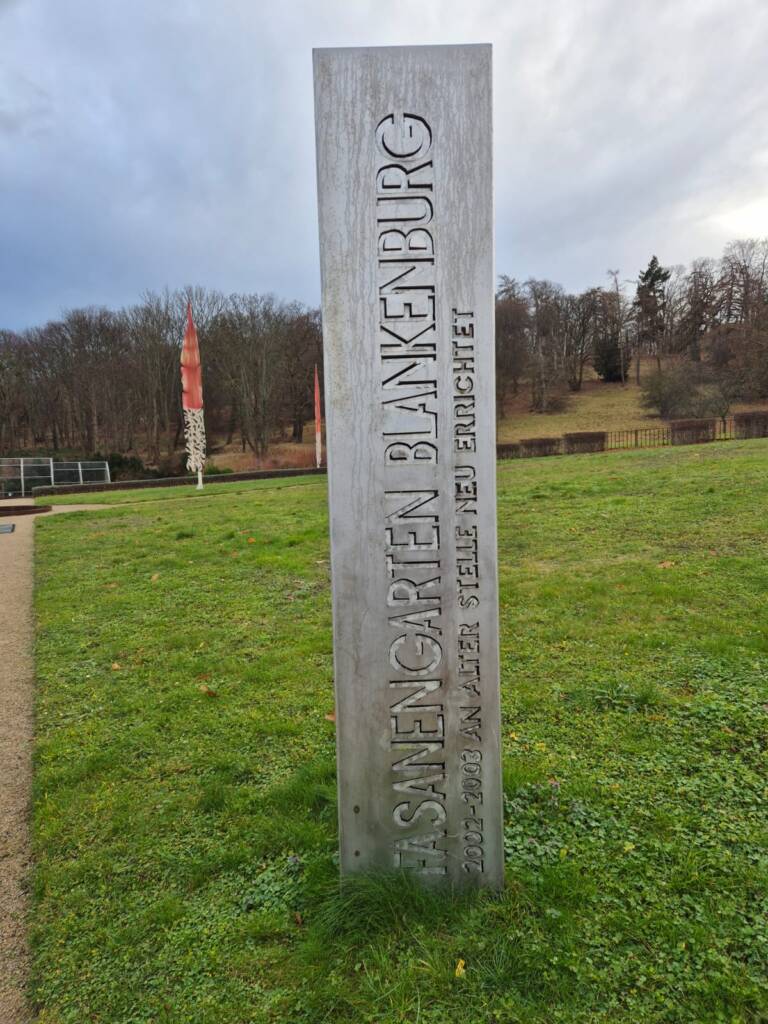 FASANENGARTEN BLANKENBURG
2002-2003 AN ALTER STELLE NEU ERRICHTET